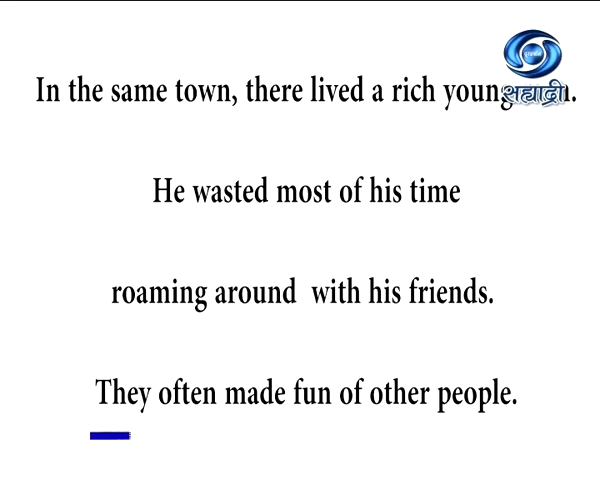 In the same town, there lived a rich young
सह्याद्री
He wasted most of his time
roaming around with his friends.
They often made fun of other people.